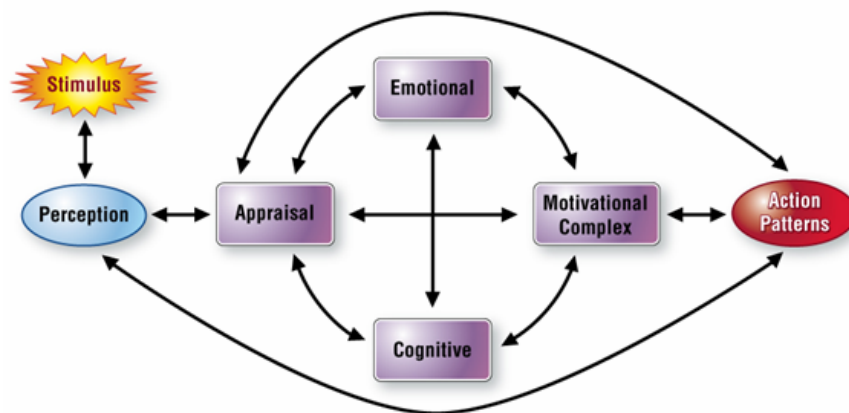 Stimulus
Emotional
Perception
Appraisal
Motivational
Complex
Action
Patterns
Cognitive